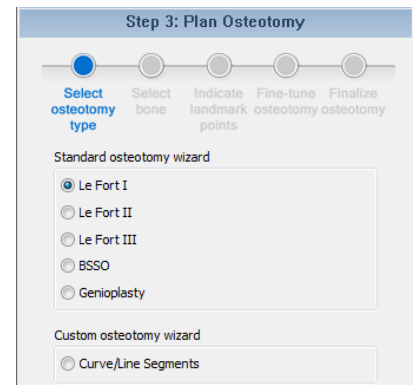 Step 3: Plan Osteotomy
Select osteotomy type
Select bone
Indicate landmark points
Fine-tune osteotomy
Finalize osteotomy
Standard osteotomy wizard
Le Fort I
Le Fort II
Le Fort III
BSSO
Genioplasty
Custom osteotomy wizard
Curve/Line Segments